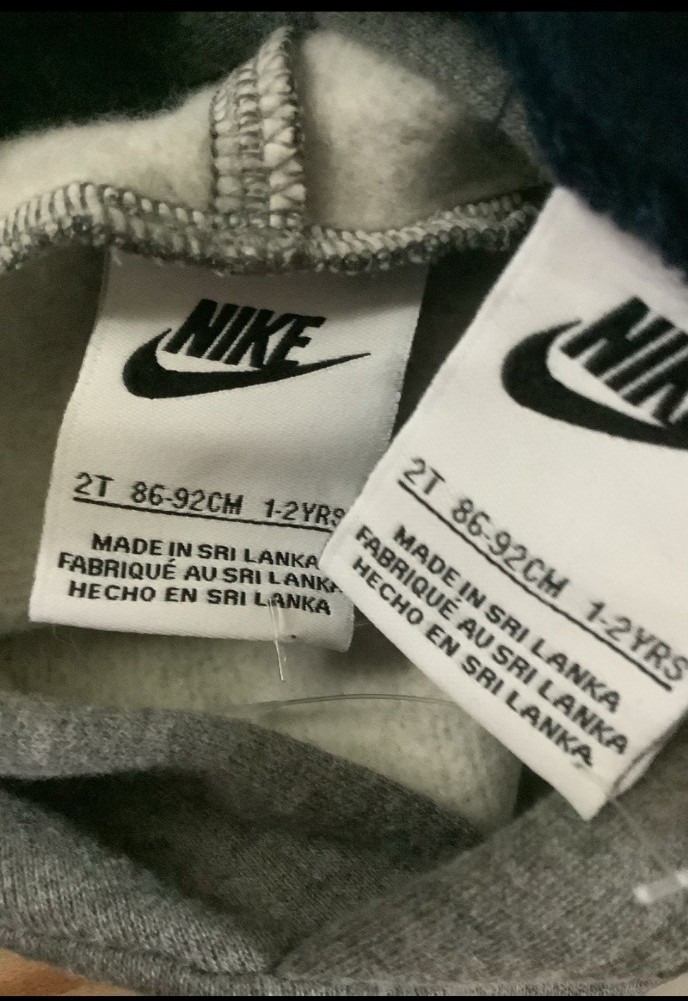 NIKE
2T 86-92CM 1-2YRS
MADE IN SRI LANKA
FABRIQUÉ AU SRI LANKA
HECHO EN SRI LANKA
NIK
2T 86-92CM 1-2YRS
MADE IN SRI LANKA
FABRIQUÉ AU SRI LANKA
HECHO EN SRI LANKA